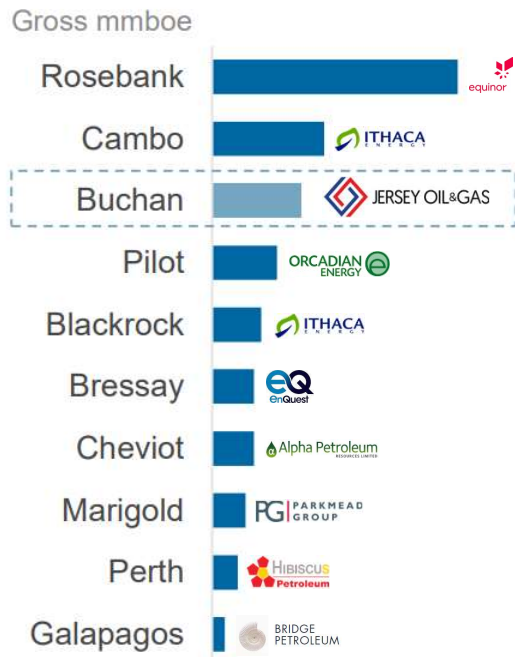 Gross mmboe
Rosebank
equinor
Cambo
ITHACA
ENERGY
Buchan
JERSEY OIL&GAS
Pilot
ORCADIAN
ENERGY
e
Blackrock
ITHACA
ENERGY
Bressay
eQ
EnQuest
Cheviot
α
Alpha Petroleum
RESOURCES LIMITED
Marigold
PG PARKMEAD
GROUP
Perth
HIBISCUS
Petroleum
Galapagos
BRIDGE
PETROLEUM